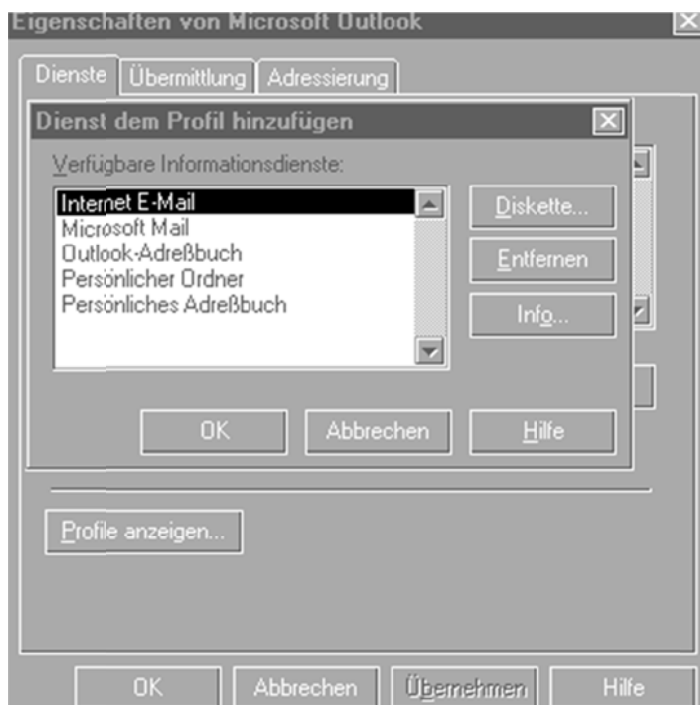 Eigenschaften von Microsoft Outlook
Dienste Übermittlung Adressierung
Dienst dem Profil hinzufügen
Verfügbare Informationsdienste:
Internet E-Mail
Microsoft Mail
Outlook-Adreßbuch
Persönlicher Ordner
Persönliches Adreßbuch
Diskette...
Entfernen
Info...
OK Abbrechen Hilfe
Profile anzeigen...
OK Abbrechen Übernehmen Hilfe